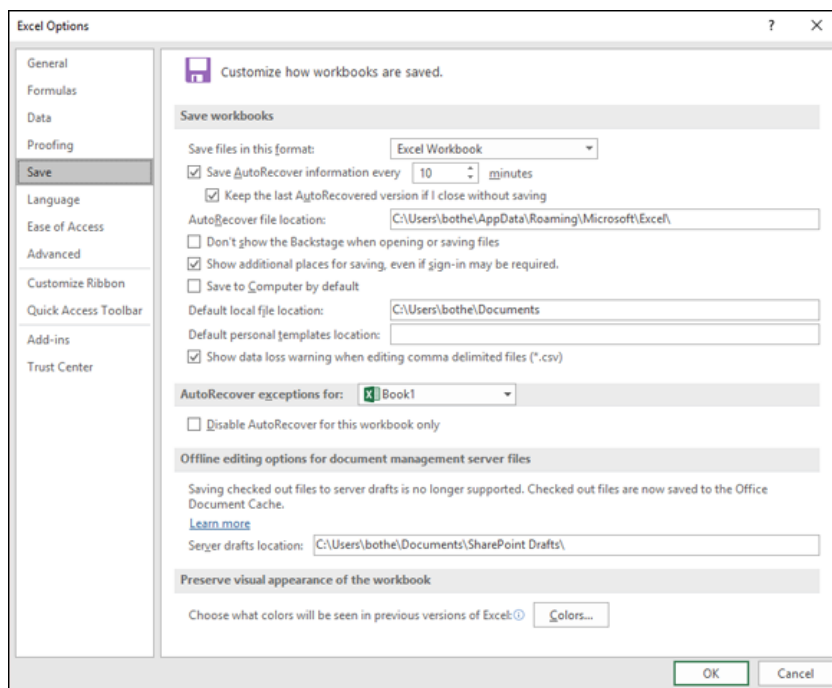 Excel Options
?
General
Formulas
Data
Proofing
Save
Language
Ease of Access
Advanced
Customize Ribbon
Quick Access Toolbar
Add-ins
Trust Center
Customize how workbooks are saved.
Save workbooks
Save files in this format: Excel Workbook
Save AutoRecover information every 10 minutes
Keep the last AutoRecovered version if I close without saving
AutoRecover file location: C:\Users\bothe\AppData\Roaming\Microsoft\Excel\
Don't show the Backstage when opening or saving files
Show additional places for saving, even if sign-in may be required.
Save to Computer by default
Default local file location: C:\Users\bothe\Documents
Default personal templates location:
Show data loss warning when editing comma delimited files (*.csv)
AutoRecover exceptions for: Book1
Disable AutoRecover for this workbook only
Offline editing options for document management server files
Saving checked out files to server drafts is no longer supported. Checked out files are now saved to the Office
Document Cache.
Learn more
Server drafts location: C:\Users\bothe\Documents\SharePoint Drafts\
Preserve visual appearance of the workbook
Choose what colors will be seen in previous versions of Excel: Colors...
OK Cancel